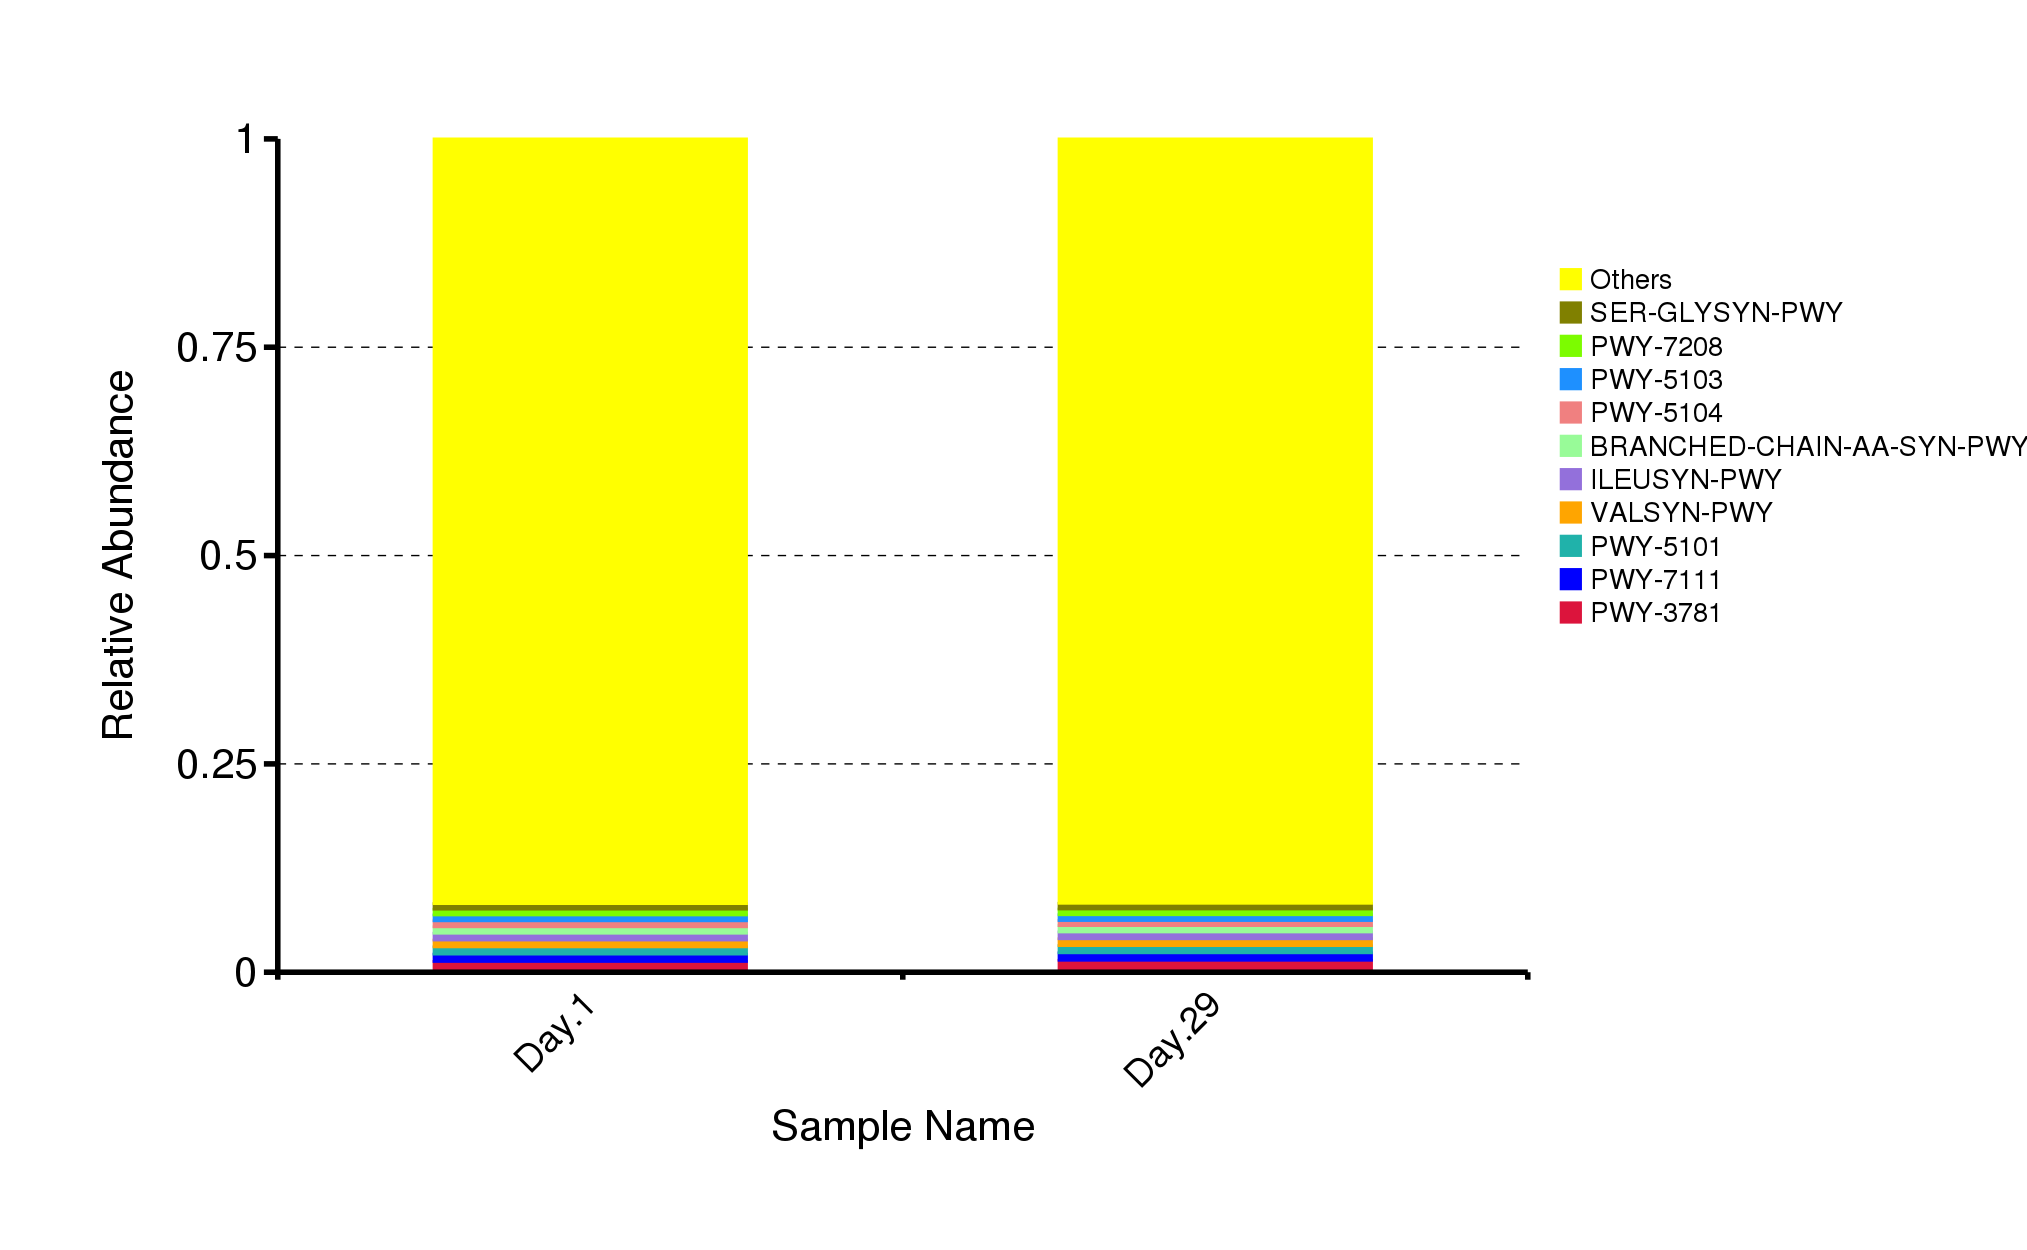 1
0.75
0.5
0.25
0
Relative Abundance
Day.1
Day.29
Sample Name
Others
SER-GLYSYN-PWY
PWY-7208
PWY-5103
PWY-5104
BRANCHED-CHAIN-AA-SYN-PWY
ILEUSYN-PWY
VALSYN-PWY
PWY-5101
PWY-7111
PWY-3781